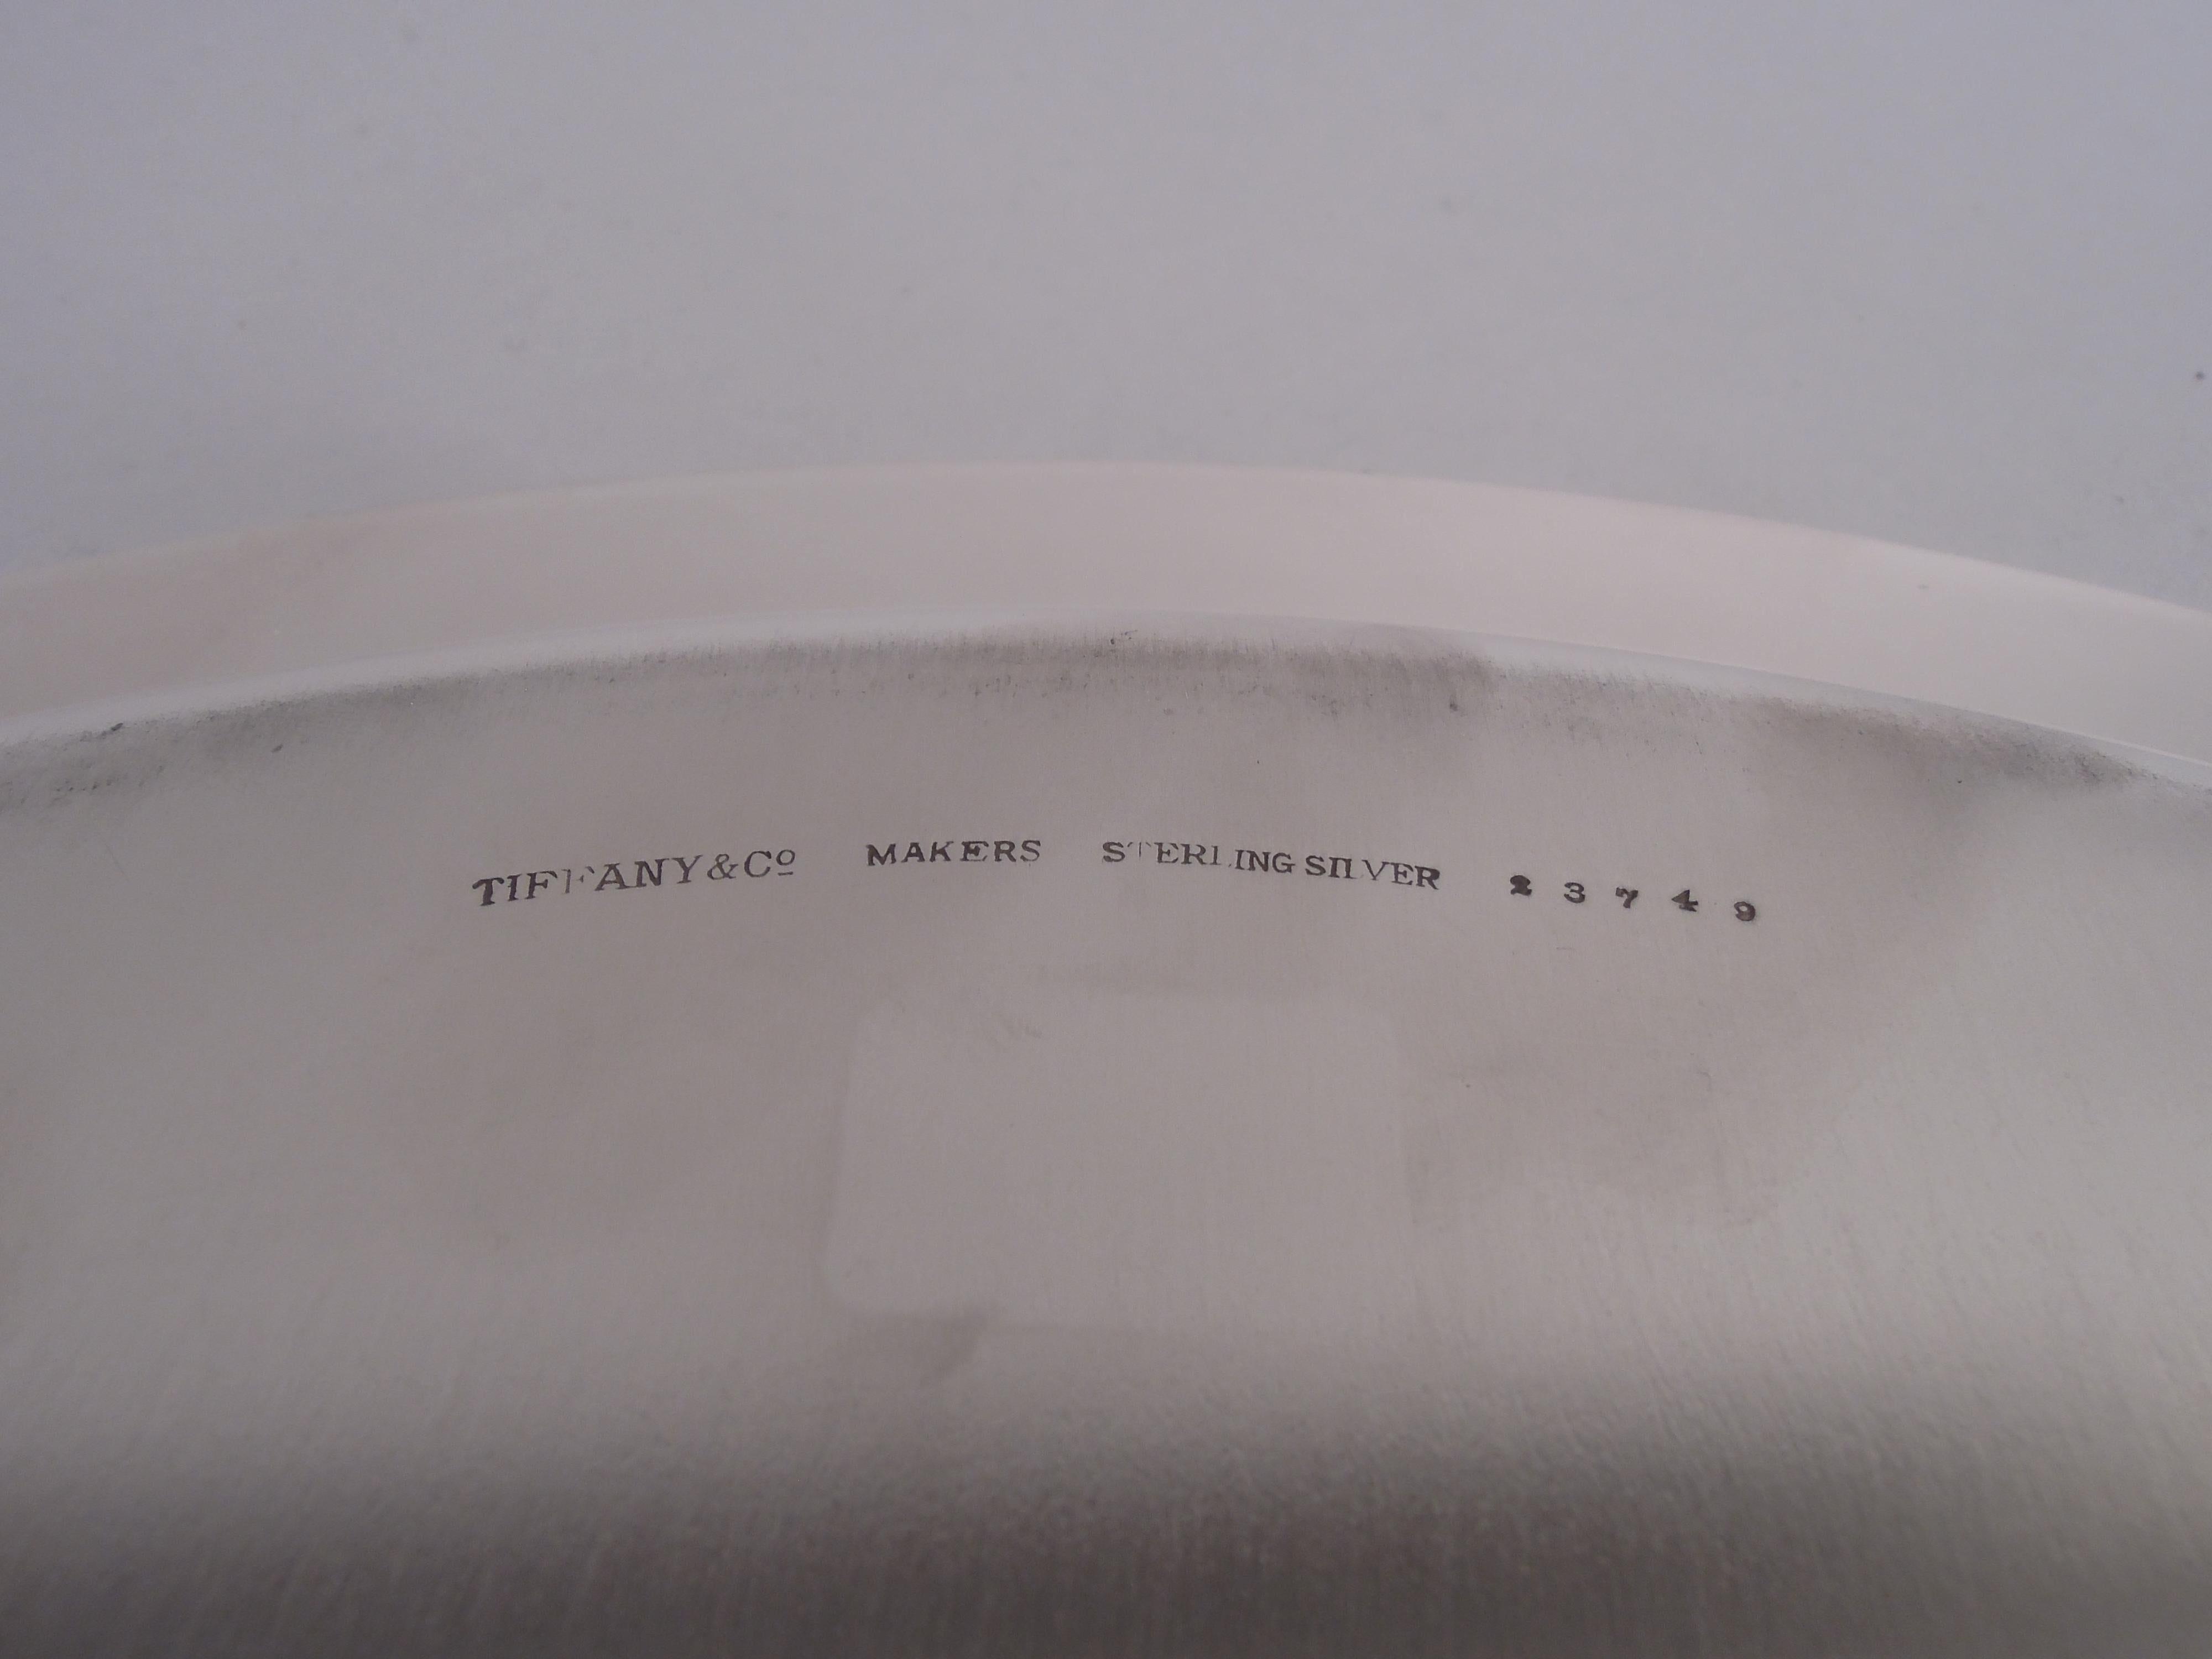 TIFFANY & Cº MAKERS STERLING SILVER 23749